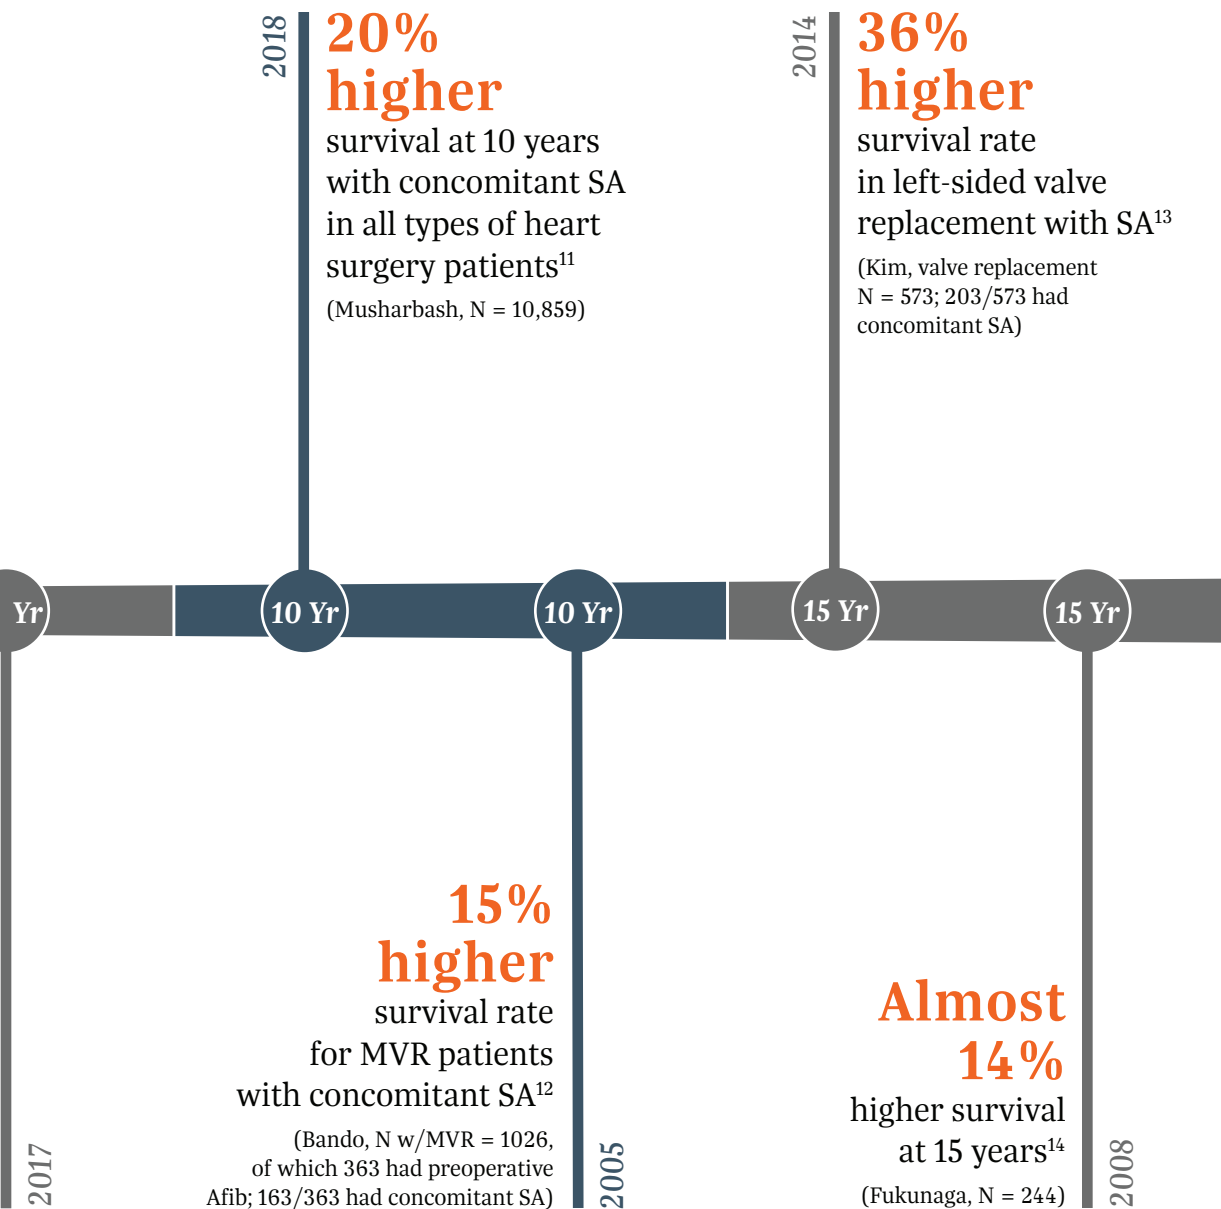 2018
20%
higher
survival at 10 years
with concomitant SA
in all types of heart
surgery patients11
(Musharbash, N = 10,859)
2014
36%
higher
survival rate
in left-sided valve
replacement with SA13
(Kim, valve replacement
N = 573; 203/573 had
concomitant SA)
Yr
10 Yr
10 Yr
15 Yr
15 Yr
2017
15%
higher
survival rate
for MVR patients
with concomitant SA12
(Bando, N w/MVR = 1026,
of which 363 had preoperative
Afib; 163/363 had concomitant SA)
2005
Almost
14%
higher survival
at 15 years14
(Fukunaga, N = 244)
2008